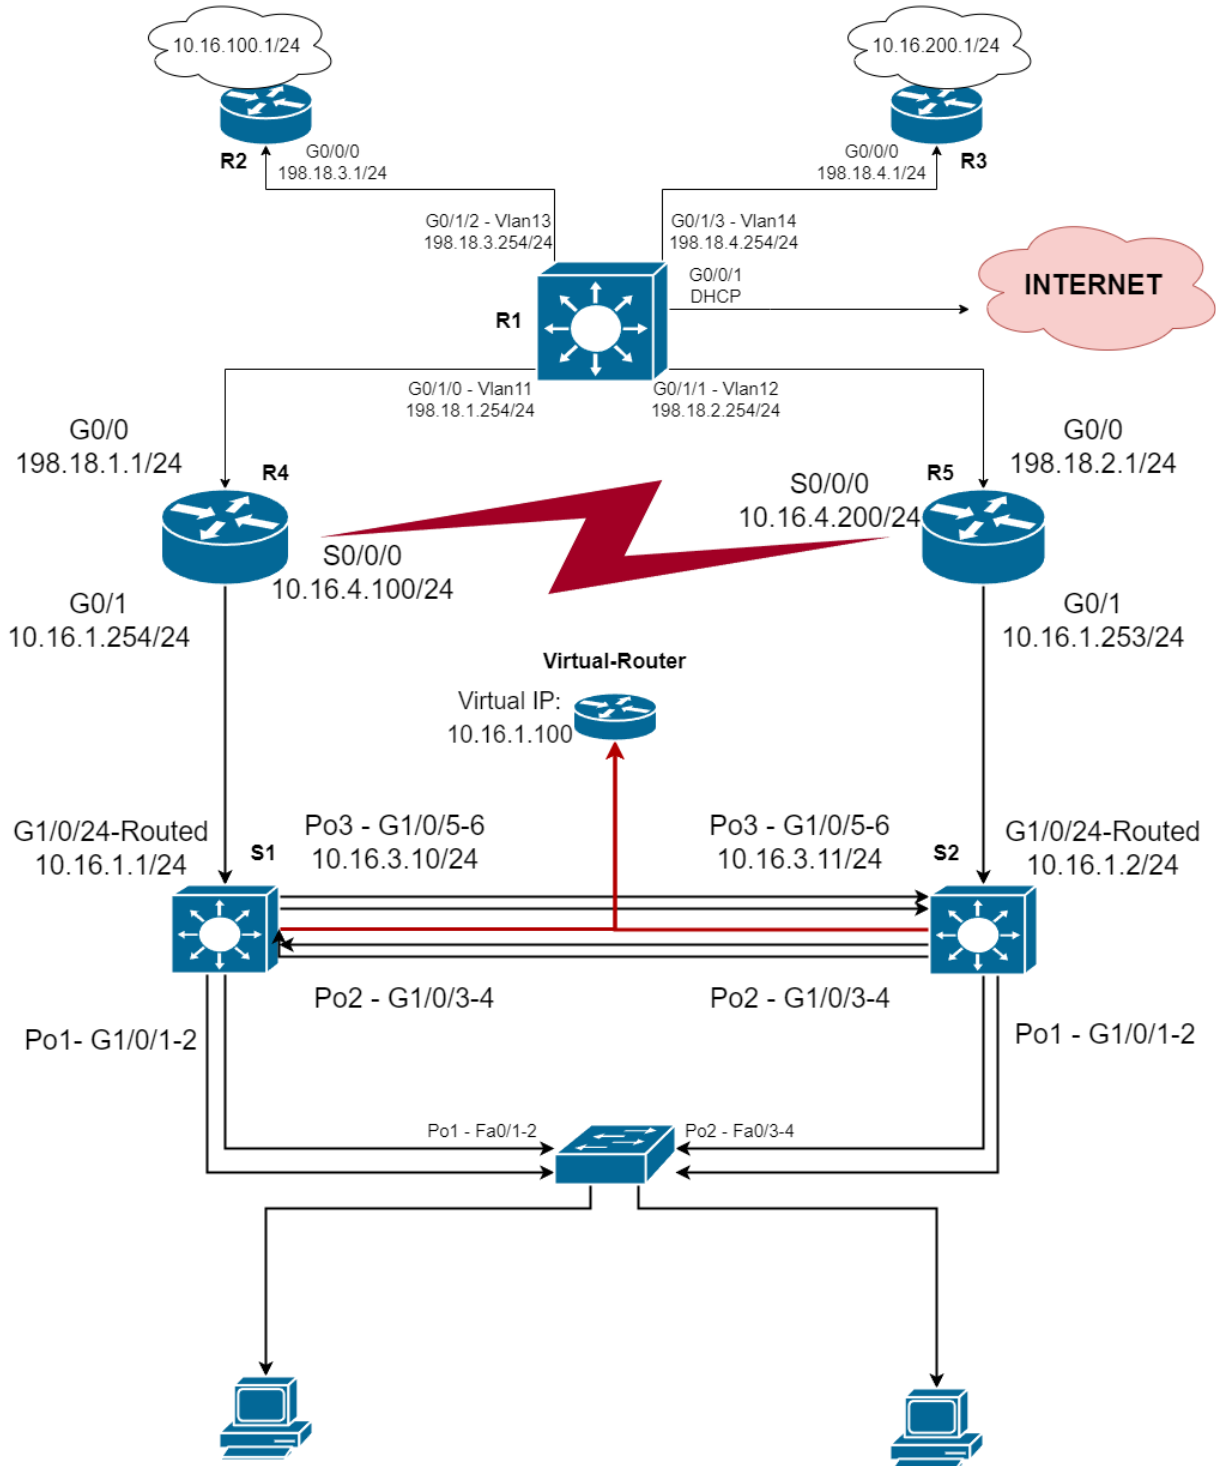 10.16.100.1/24
10.16.200.1/24
R2
G0/0/0
198.18.3.1/24
G0/0/0
198.18.4.1/24
R3
G0/1/2 - Vlan13
198.18.3.254/24
G0/1/3 - Vlan14
198.18.4.254/24
G0/0/1
DHCP
INTERNET
R1
G0/1/0 - Vlan11
198.18.1.254/24
G0/1/1 - Vlan12
198.18.2.254/24
G0/0
198.18.1.1/24
R4
G0/0
198.18.2.1/24
R5
S0/0/0
10.16.4.200/24
S0/0/0
10.16.4.100/24
G0/1
10.16.1.254/24
G0/1
10.16.1.253/24
Virtual-Router
Virtual IP:
10.16.1.100
G1/0/24-Routed
10.16.1.1/24
S1
Po3 - G1/0/5-6
10.16.3.10/24
Po3 - G1/0/5-6
10.16.3.11/24
S2
G1/0/24-Routed
10.16.1.2/24
Po2 - G1/0/3-4
Po2 - G1/0/3-4
Po1- G1/0/1-2
Po1 - G1/0/1-2
Po1 - Fa0/1-2
Po2 - Fa0/3-4